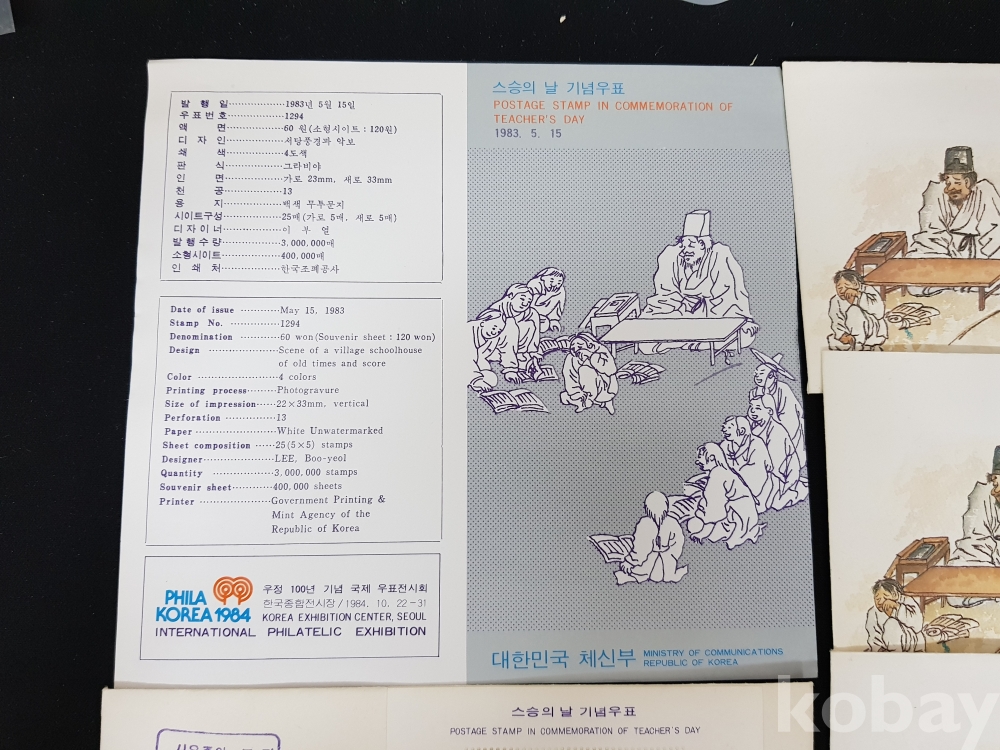 발 행 일··················1983년 5월 15일
우표번호··················1294
액 면··················60 원(소형시이트 : 120원)
디 자 인··················서당풍경과 악보
쇄 색··················4도색
판 식··················그라비야
인 면··················가로 23mm, 세로 33mm
천 공··················13
용 지··················백색 무투문지
시이트구성··················25매(가로 5매, 세로 5매)
디자이너··················이 부 열
발행수량··················3,000,000매
소형시이트··················400,000매
인 쇄 처··················한국조폐공사
Date of issue ············May 15, 1983
Stamp No. ···············1294
Denomination ············60 won(Souvenir sheet : 120 won)
Design ·····················Scene of a village schoolhouse
of old times and score
Color ························4 colors
Printing process·········Photogravure
Size of impression······22×33mm, vertical
Perforation ···············13
Paper ························White Unwatermarked
Sheet composition ······25(5×5) stamps
Designer·····················LEE, Boo-yeol
Quantity ··················3,000,000 stamps
Souvenir sheet············400,000 sheets
Printer ·····················Government Printing &
Mint Agency of the
Republic of Korea
PHILA
KOREA 1984
우정 100년 기념 국제 우표전시회
한국종합전시장/1984. 10. 22-31
KOREA EXHIBITION CENTER, SEOUL
INTERNATIONAL PHILATELIC EXHIBITION
스승의 날 기념우표
POSTAGE STAMP IN COMMEMORATION OF
TEACHER'S DAY
1983. 5. 15
대한민국 체신부
MINISTRY OF COMMUNICATIONS
REPUBLIC OF KOREA
스승의 날 기념우표
POSTAGE STAMP IN COMMEMORATION OF TEACHER'S DAY
kobay